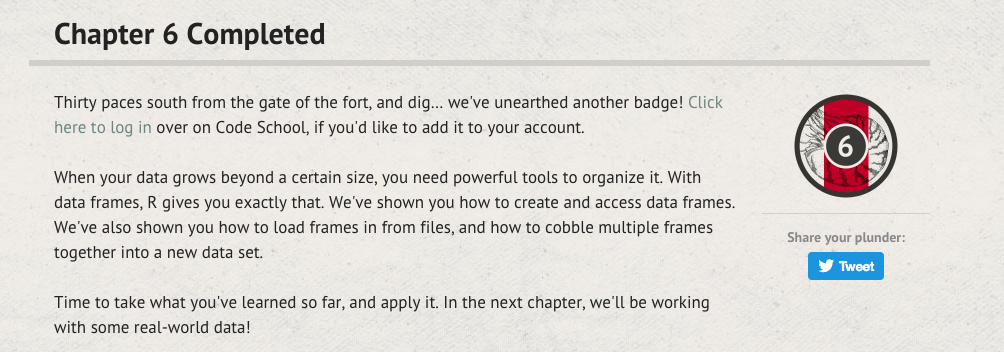 Chapter 6 Completed
Thirty paces south from the gate of the fort, and dig... we've unearthed another badge! Click
here to log in over on Code School, if you'd like to add it to your account.
When your data grows beyond a certain size, you need powerful tools to organize it. With
data frames, R gives you exactly that. We've shown you how to create and access data frames.
We've also shown you how to load frames in from files, and how to cobble multiple frames
together into a new data set.
Time to take what you've learned so far, and apply it. In the next chapter, we'll be working
with some real-world data!
6
Share your plunder:
Tweet